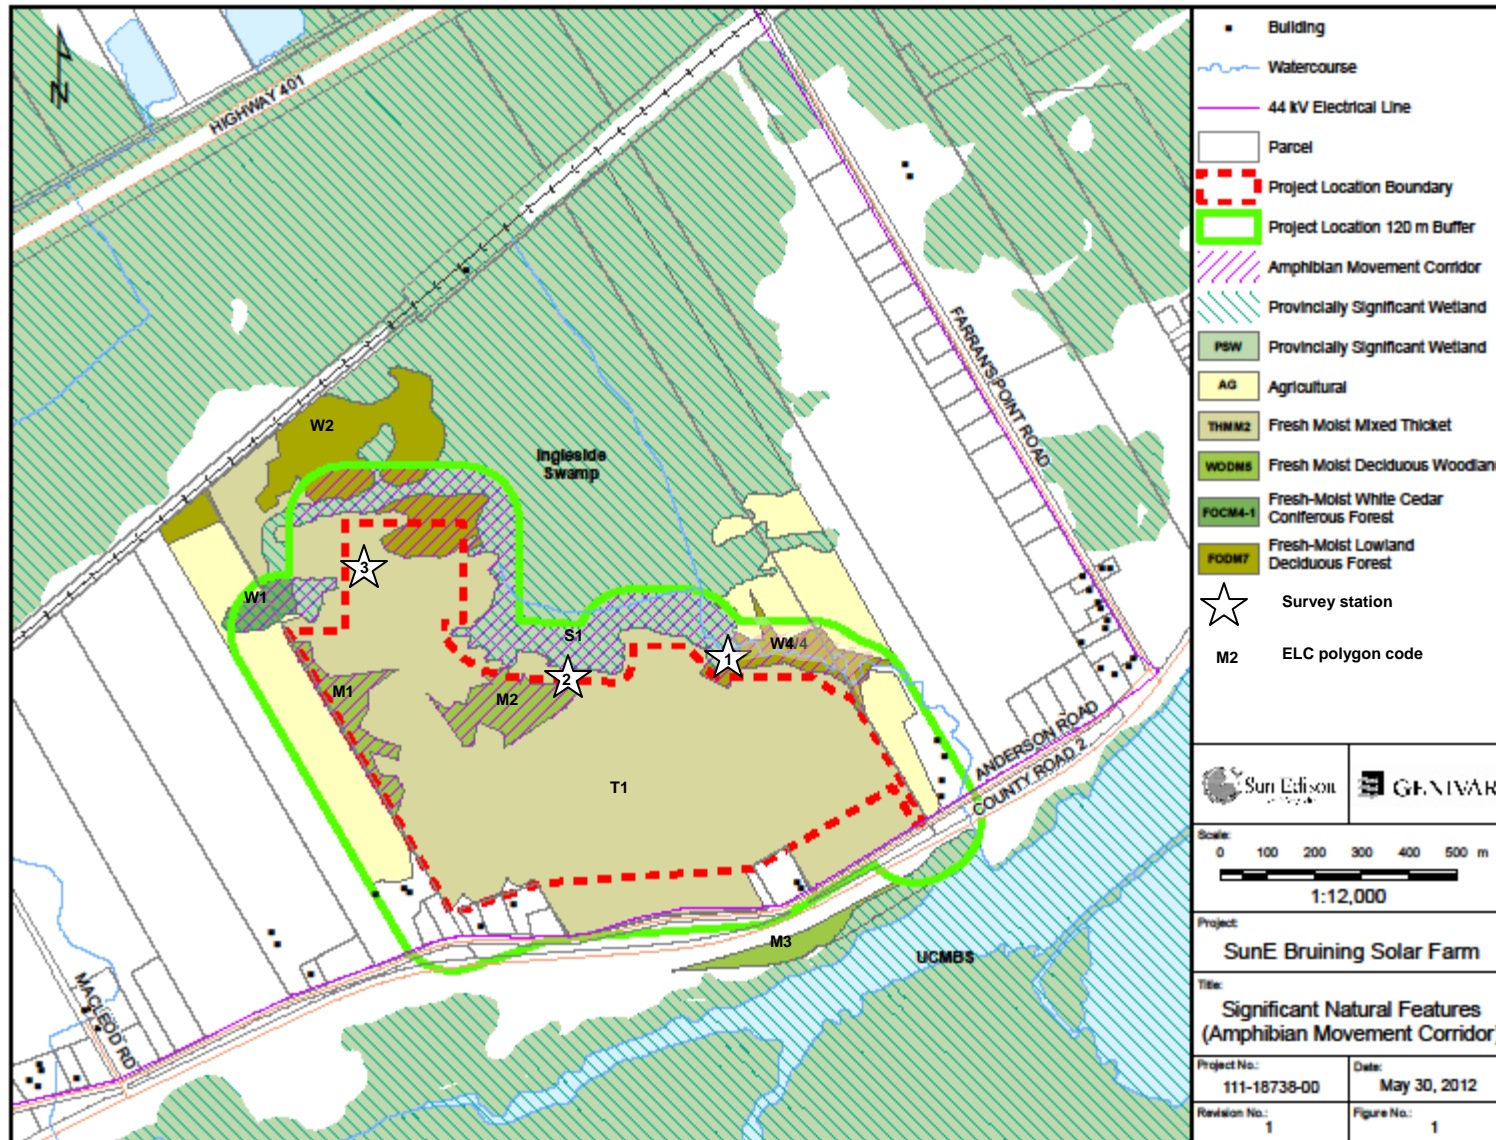 HIGHWAY 401
FARRAN'S POINT ROAD
W2
Ingleside
Swamp
3
W1
S1
1
W4/4
2
M1
M2
T1
ANDERSON ROAD
COUNTY ROAD 2
M3
UCMBS
MACLEOD RD
N
Building
Watercourse
44 kV Electrical Line
Parcel
Project Location Boundary
Project Location 120 m Buffer
Amphibian Movement Corridor
Provincially Significant Wetland
PSW Provincially Significant Wetland
AG Agricultural
THMM2 Fresh Moist Mixed Thicket
WODM5 Fresh Moist Deciduous Woodland
FOCM4-1 Fresh-Moist White Cedar
Coniferous Forest
FODM7 Fresh-Moist Lowland
Deciduous Forest
Survey station
M2 ELC polygon code
Sun Edison
GENIVAR
Scale:
0 100 200 300 400 500 m
1:12,000
Project:
SunE Bruining Solar Farm
Title:
Significant Natural Features
(Amphibian Movement Corridor)
Project No.:
111-18738-00
Date:
May 30, 2012
Revision No.:
1
Figure No.:
1